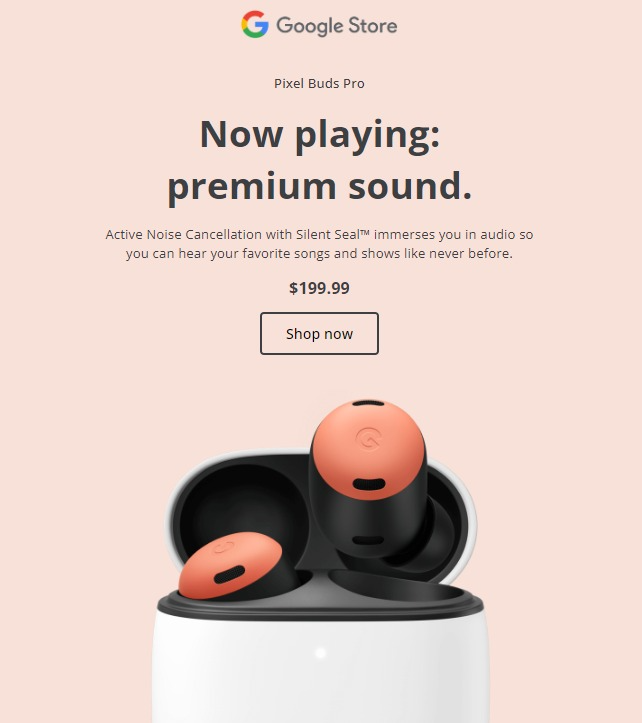 Google Store
Pixel Buds Pro
Now playing:
premium sound.
Active Noise Cancellation with Silent Seal™ immerses you in audio so
you can hear your favorite songs and shows like never before.
$199.99
Shop now